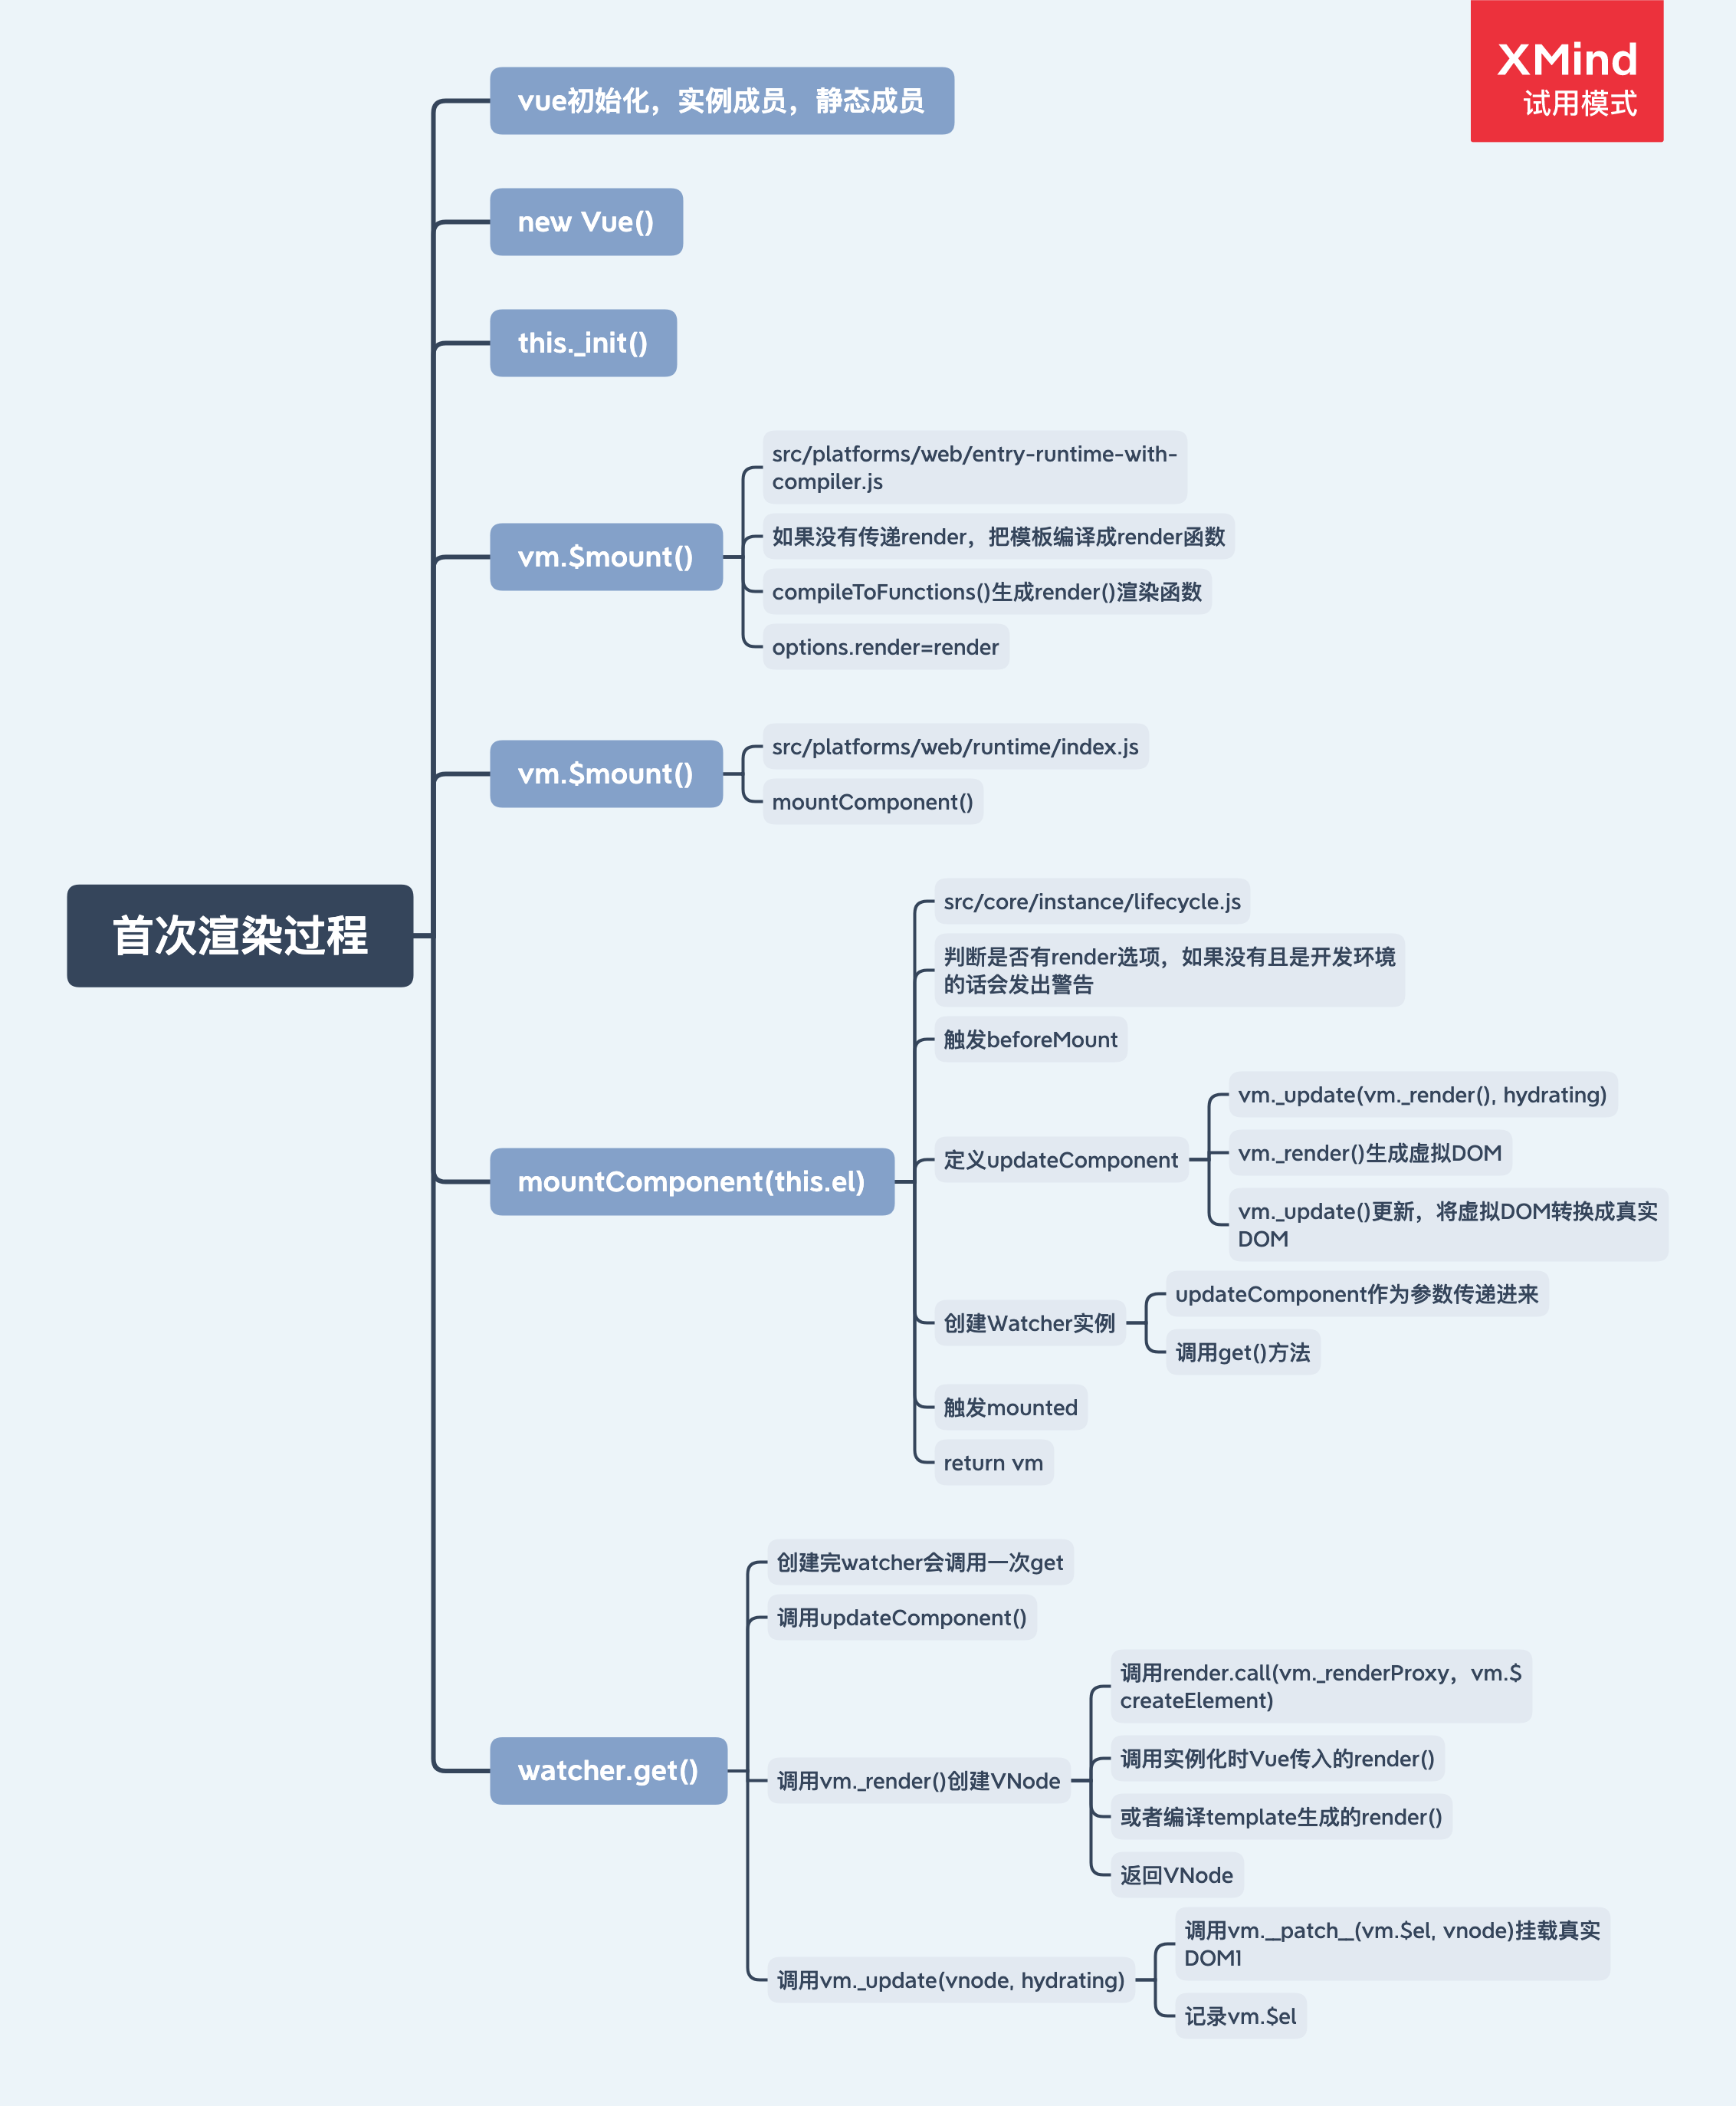 XMind
试用模式
vue初始化，实例成员，静态成员
new Vue()
this._init()
vm.$mount()
src/platforms/web/entry-runtime-with-
compiler.js
如果没有传递render，把模板编译成render函数
compileToFunctions()生成render()渲染函数
options.render=render
vm.$mount()
src/platforms/web/runtime/index.js
mountComponent()
首次渲染过程
mountComponent(this.el)
src/core/instance/lifecycle.js
判断是否有render选项，如果没有且是开发环境
的话会发出警告
触发beforeMount
定义updateComponent
vm._update(vm._render(), hydrating)
vm._render()生成虚拟DOM
vm._update()更新，将虚拟DOM转换成真实
DOM
创建Watcher实例
updateComponent作为参数传递进来
调用get()方法
触发mounted
return vm
watcher.get()
创建完watcher会调用一次get
调用updateComponent()
调用vm._render()创建VNode
调用render.call(vm._renderProxy，vm.$
createElement)
调用实例化时Vue传入的render()
或者编译template生成的render()
返回VNode
调用vm._update(vnode, hydrating)
调用vm.__patch__(vm.$el, vnode)挂载真实
DOM1
记录vm.$el